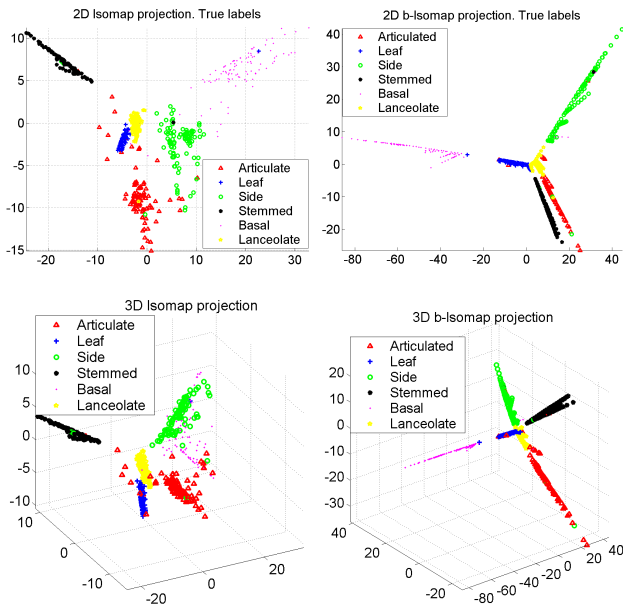 2D Isomap projection. True labels
10
5
0
-5
-10
-15
-20
-10
0
10
20
30
Articulate
Leaf
Side
Stemmed
Basal
Lanceolate
2D b-Isomap projection. True labels
40
30
20
10
0
-10
-20
-80
-60
-40
-20
0
20
40
Articulated
Leaf
Side
Stemmed
Basal
Lanceolate
3D Isomap projection
10
5
0
-5
-10
10
0
-10
-20
0
20
Articulate
Leaf
Side
Stemmed
Basal
Lanceolate
3D b-Isomap projection
20
10
0
-10
-20
-30
40
20
0
-20
-80
-60
-40
-20
0
20
40
Articulated
Leaf
Side
Stemmed
Basal
Lanceolate